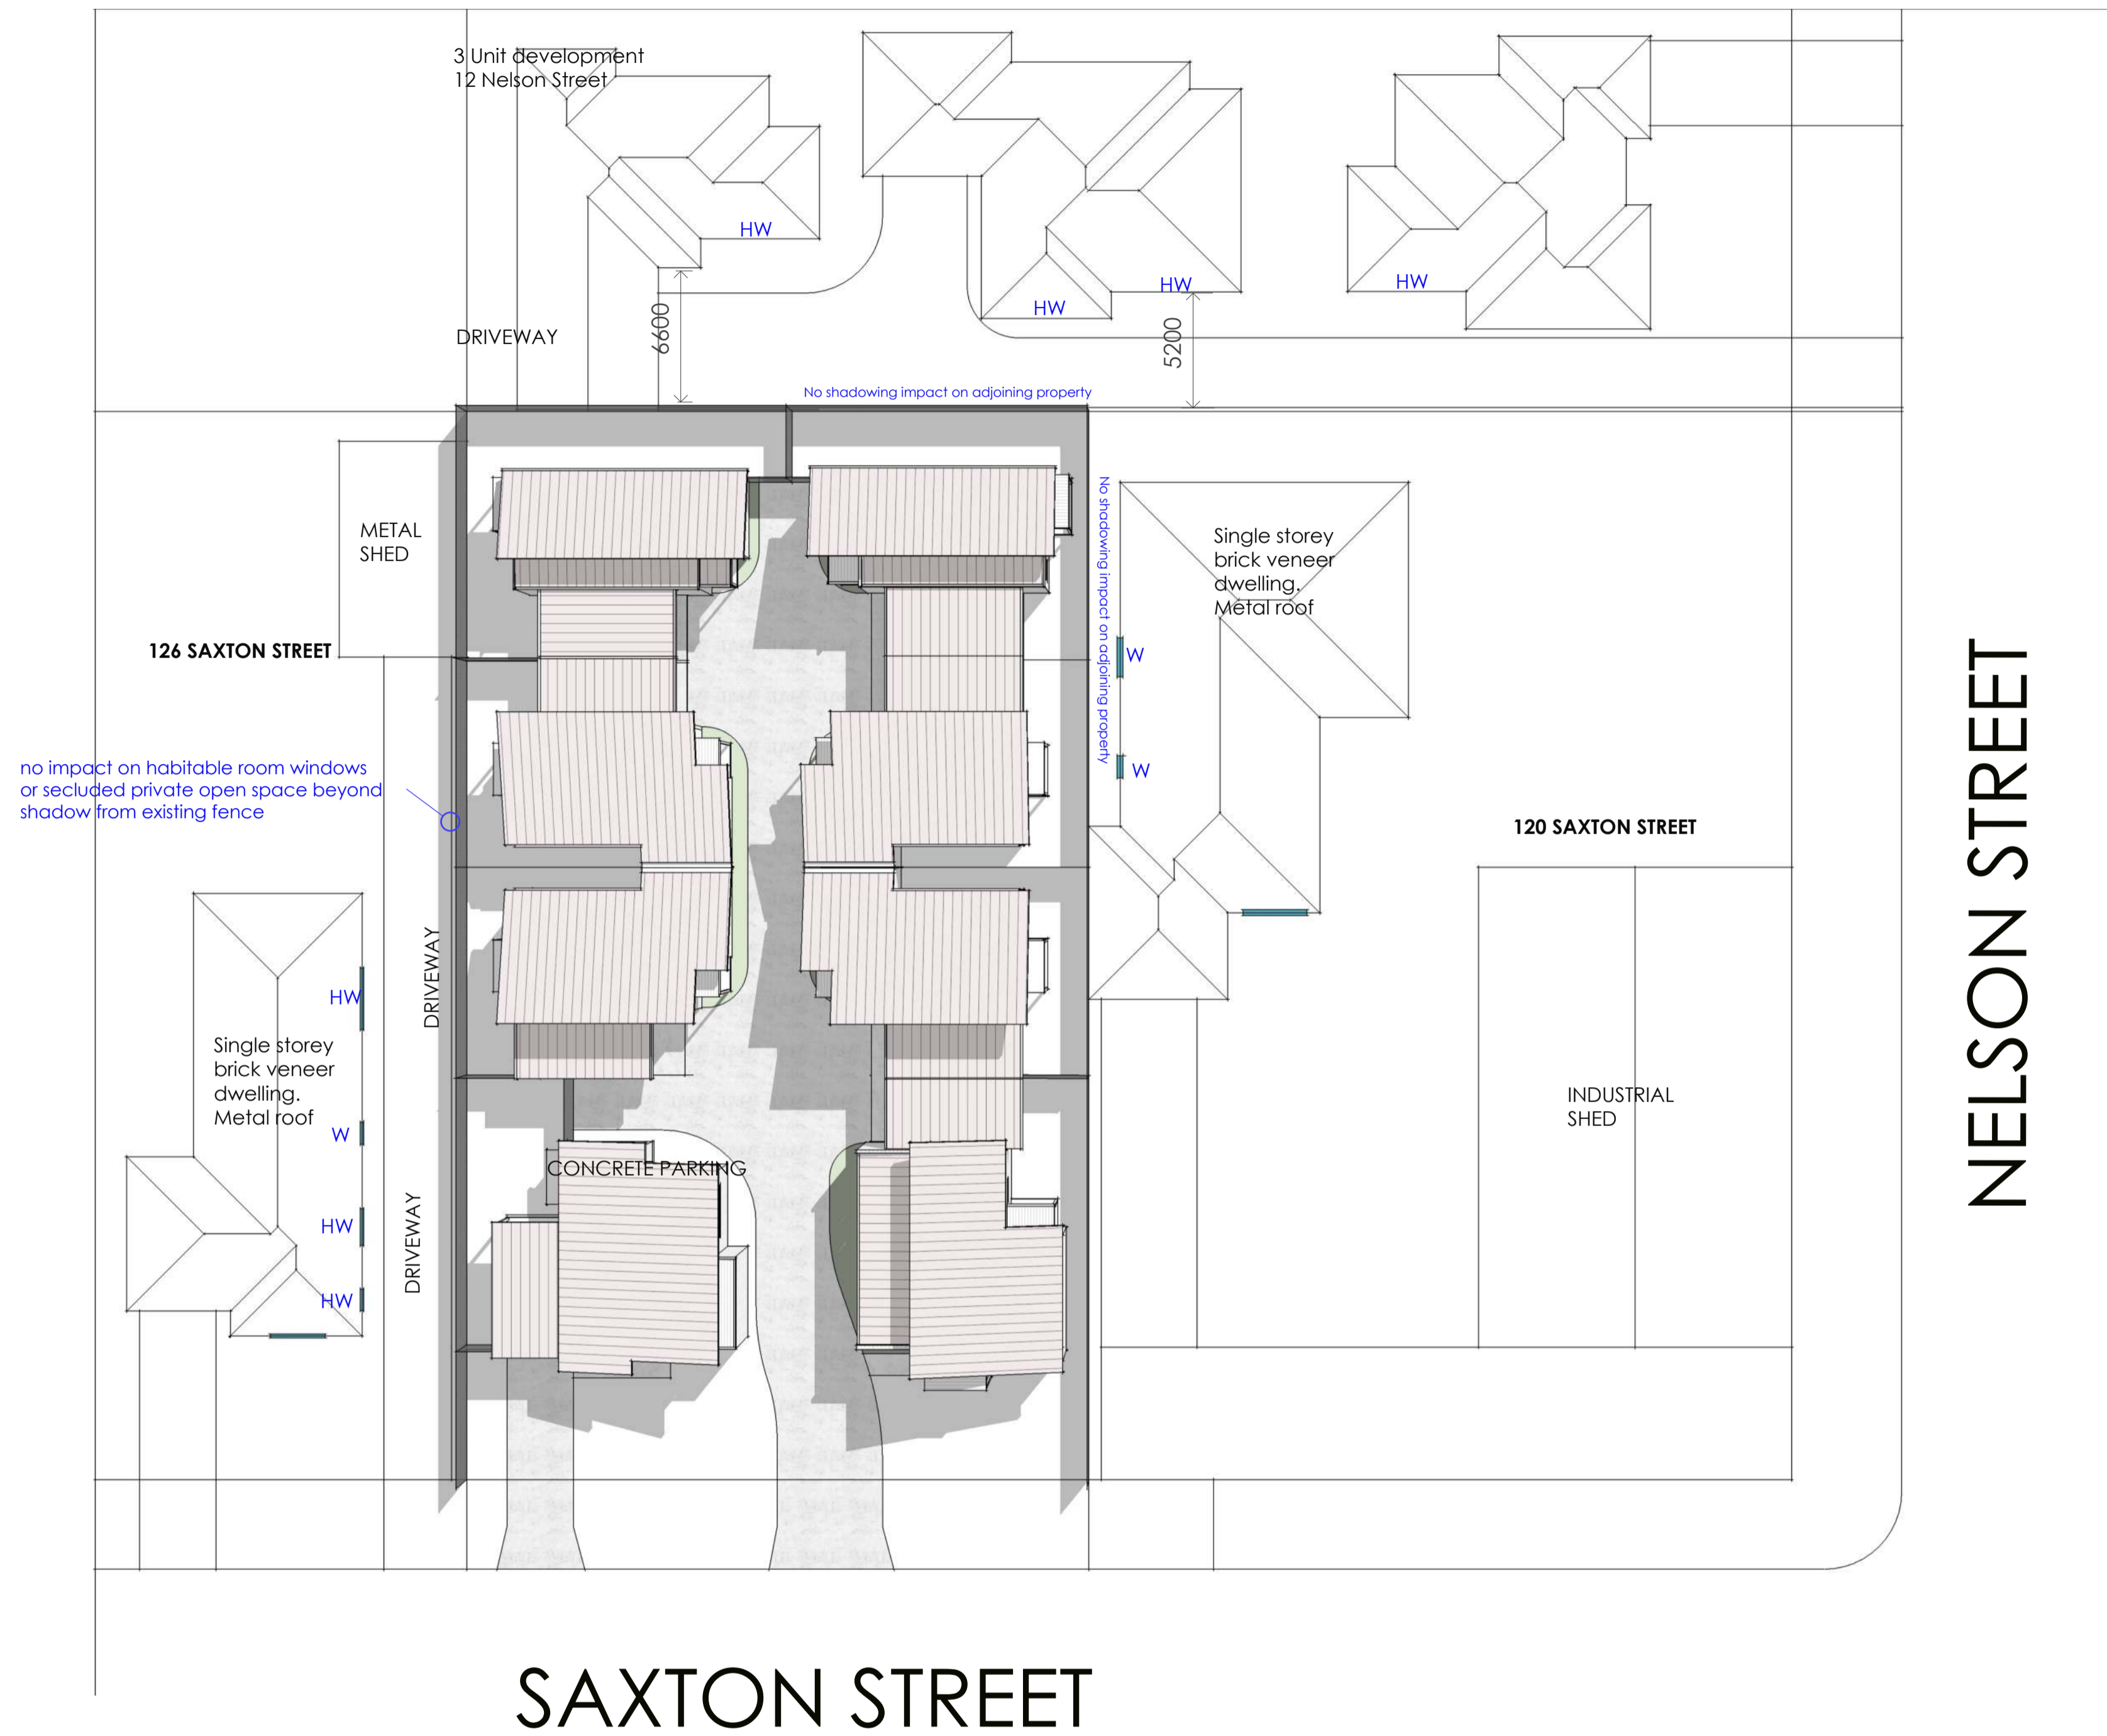 3 Unit development
12 Nelson Street
HW
HW
HW
HW
DRIVEWAY
6600
5200
No shadowing impact on adjoining property
METAL
SHED
No shadowing impact on adjoining property
Single storey
brick veneer
dwelling.
Metal roof
126 SAXTON STREET
W
W
no impact on habitable room windows
or secluded private open space beyond
shadow from existing fence
120 SAXTON STREET
NELSON STREET
DRIVEWAY
HW
Single storey
brick veneer
dwelling.
Metal roof
W
INDUSTRIAL
SHED
CONCRETE PARKING
HW
DRIVEWAY
HW
SAXTON STREET